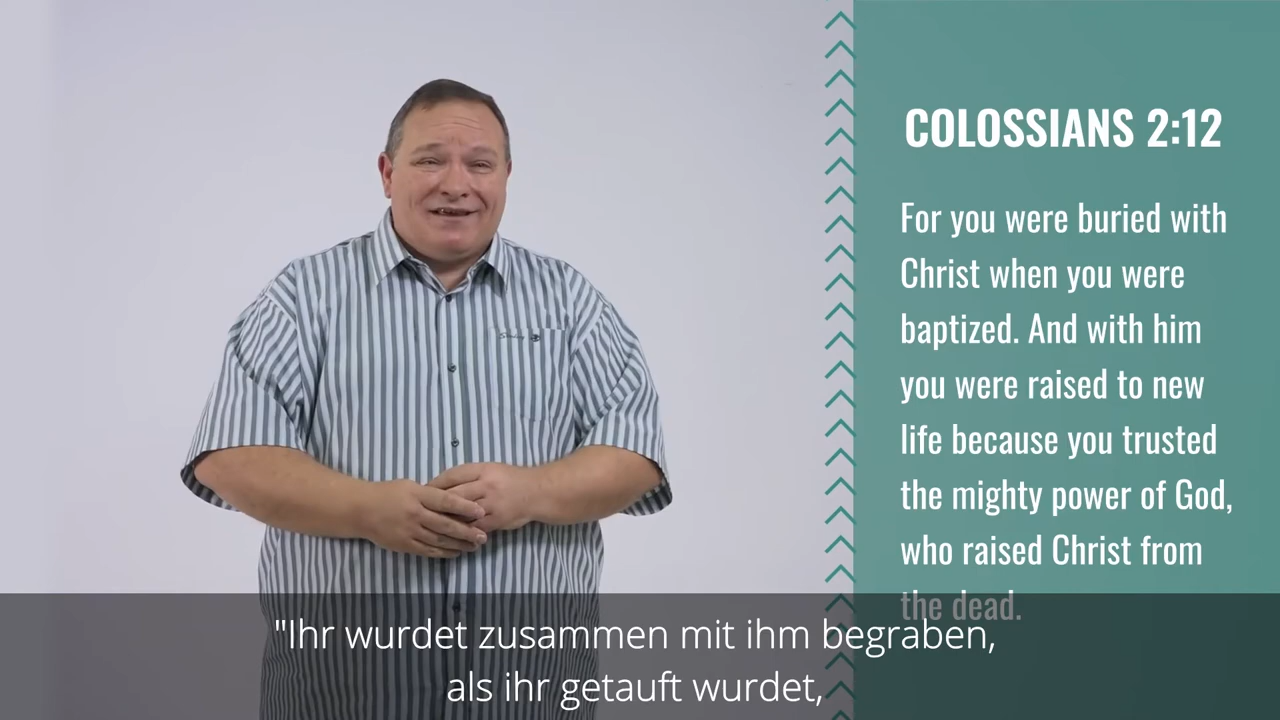 COLOSSIANS 2:12
For you were buried with
Christ when you were
baptized. And with him
you were raised to new
life because you trusted
the mighty power of God,
who raised Christ from
the dead.
"Ihr wurdet zusammen mit ihm begraben,
als ihr getauft wurdet,